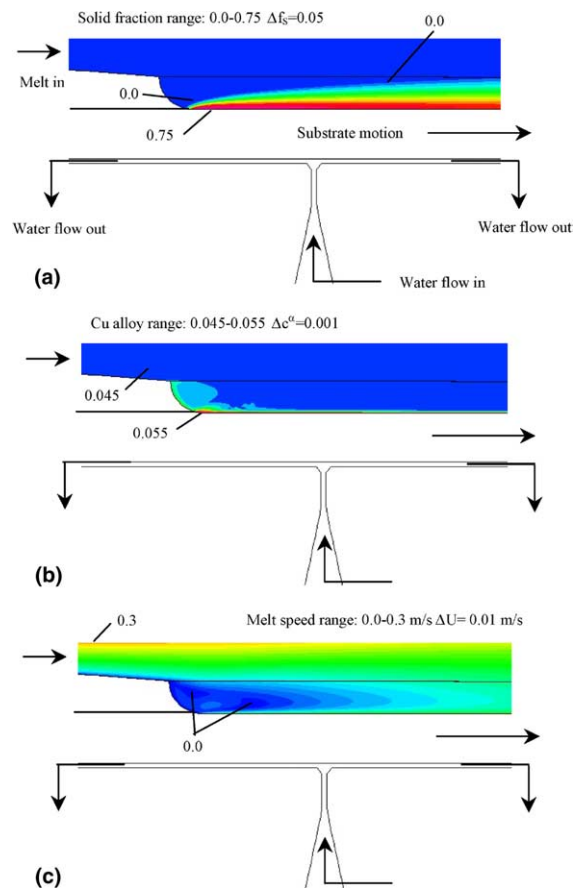 Solid fraction range: 0.0-0.75 Δfs=0.05
0.0
Melt in
0.0
0.75
Substrate motion
Water flow out
Water flow out
Water flow in
(a)
Cu alloy range: 0.045-0.055 Δcᵅ=0.001
0.045
0.055
(b)
0.3
Melt speed range: 0.0-0.3 m/s ΔU= 0.01 m/s
0.0
(c)